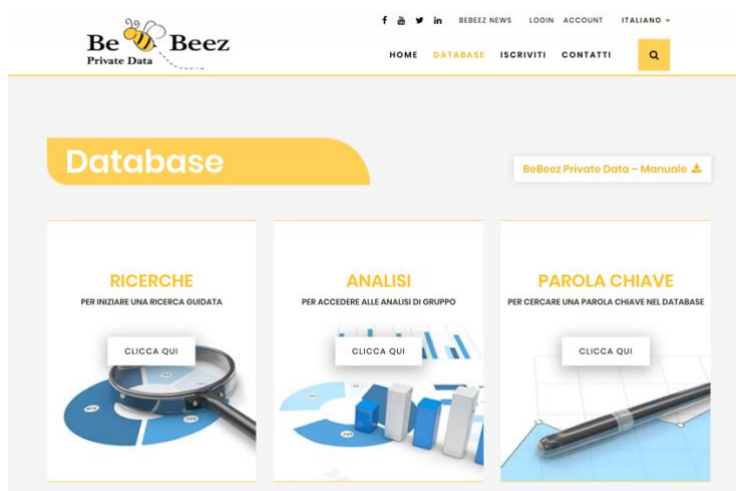 BEBEEZ NEWS LOGIN ACCOUNT ITALIANO
Be Beez
Private Data
HOME DATABASE ISCRIVITI CONTATTI
Database
BeBeez Private Data – Manuale
RICERCHE
PER INIZIARE UNA RICERCA GUIDATA
CLICCA QUI
ANALISI
PER ACCEDERE ALLE ANALISI DI GRUPPO
CLICCA QUI
PAROLA CHIAVE
PER CERCARE UNA PAROLA CHIAVE NEL DATABASE
CLICCA QUI